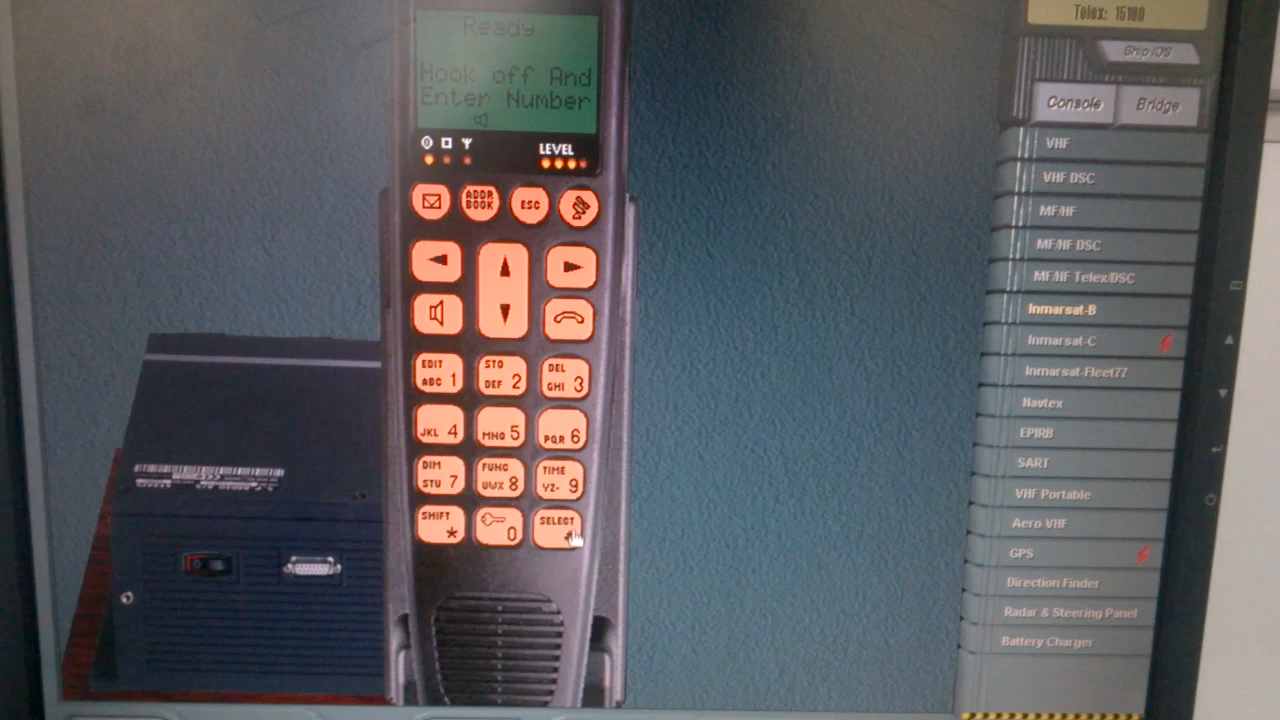 Ready
Hook off And
Enter Number
LEVEL
ADDR BOOK
ESC
EDIT
ABC 1
STO
DEF 2
DEL
GHI 3
JKL 4
MNO 5
PQR 6
DIM
STU 7
FUNC
UWX 8
TIME
YZ- 9
SHIFT
*
0
SELECT
Telex: 15180
Ship IDS
Console
Bridge
VHF
VHF DSC
MF/HF
MF/HF DSC
MF/HF Telex/DSC
Inmarsat-B
Inmarsat-C
Inmarsat-Fleet77
Navtex
EPIRB
SART
VHF Portable
Aero VHF
GPS
Direction Finder
Radar & Steering Panel
Battery Charger